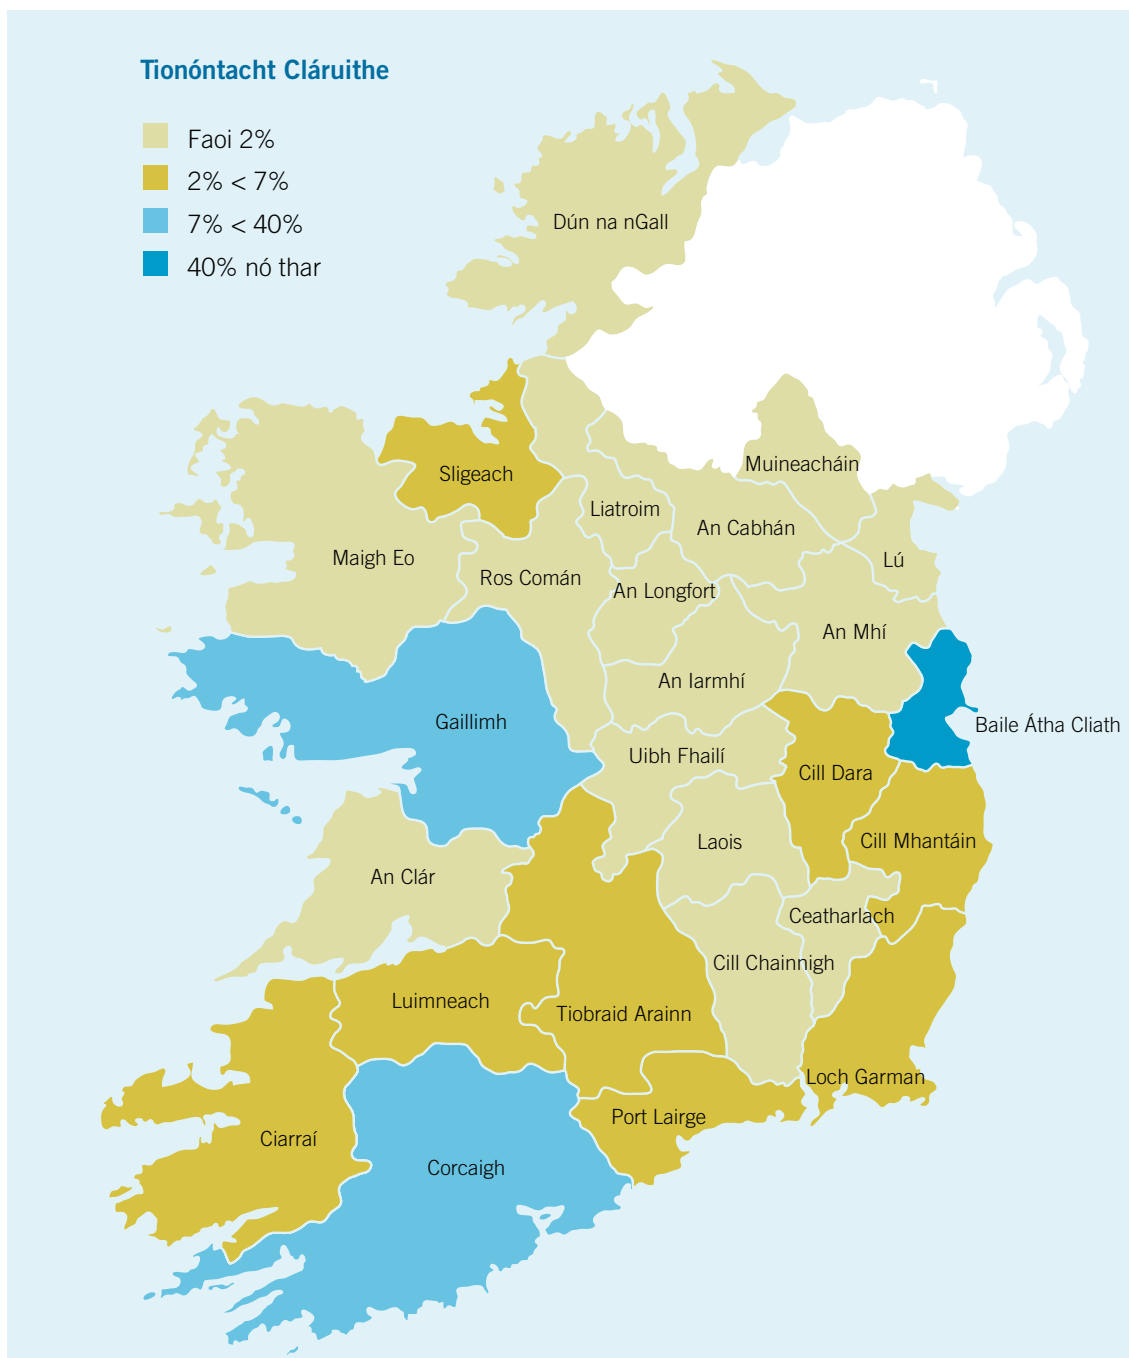 Tionóntacht Cláruithe
Faoi 2%
2% < 7%
7% < 40%
40% nó thar
Dún na nGall
Muineacháin
Sligeach
Liatroim
An Cabhán
Maigh Eo
Lú
Ros Comán
An Longfort
An Mhí
An Iarmhí
Gaillimh
Baile Átha Cliath
Uibh Fhailí
Cill Dara
Laois
Cill Mhantáin
An Clár
Ceatharlach
Cill Chainnigh
Luimneach
Tiobraid Arainn
Loch Garman
Port Lairge
Ciarraí
Corcaigh